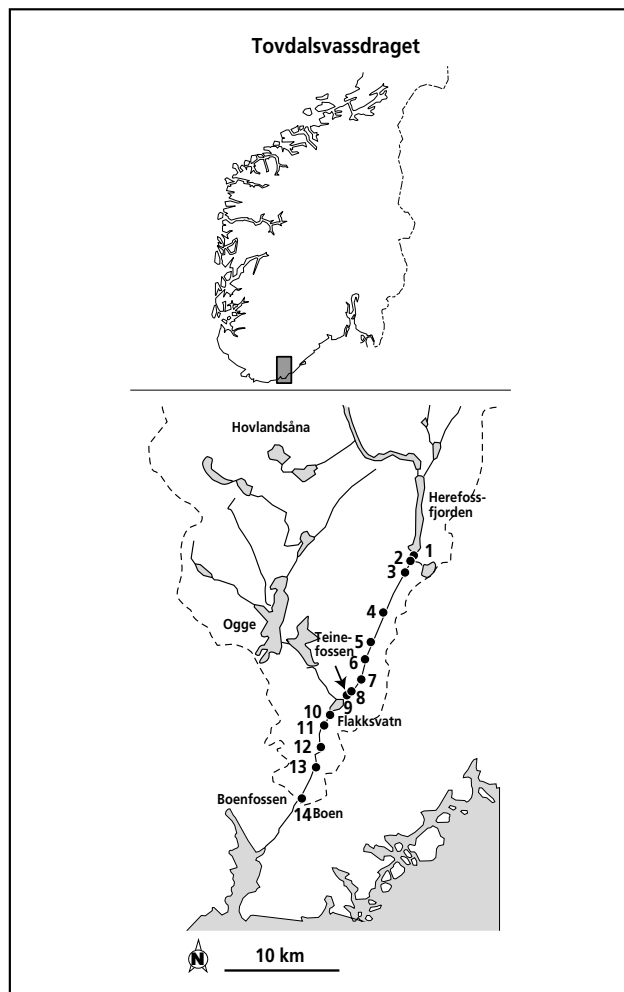 Tovdalsvassdraget
Hovlandsåna
Herefoss-
fjorden
1
2
3
4
Ogge
5
Teine-
fossen
6
7
8
9
10
Flakksvatn
11
12
13
Boenfossen
14 Boen
N
10 km